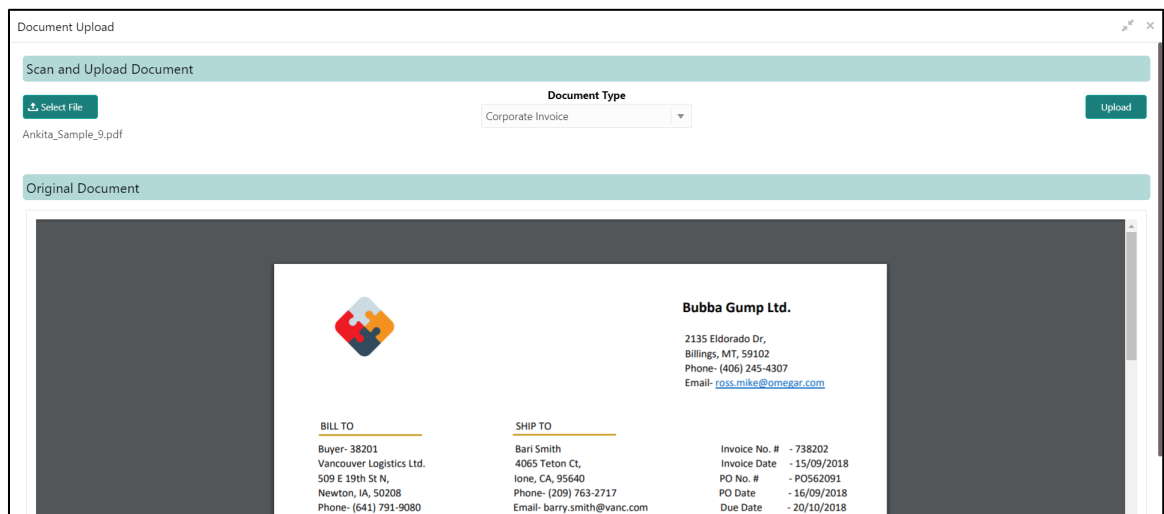 Document Upload
Scan and Upload Document
Select File
Document Type
Corporate Invoice
Upload
Ankita_Sample_9.pdf
Original Document
Bubba Gump Ltd.
2135 Eldorado Dr,
Billings, MT, 59102
Phone- (406) 245-4307
Email- ross.mike@omegar.com
BILL TO
Buyer- 38201
Vancouver Logistics Ltd.
509 E 19th St N,
Newton, IA, 50208
Phone- (641) 791-9080
SHIP TO
Bari Smith
4065 Teton Ct,
Ione, CA, 95640
Phone- (209) 763-2717
Email- barry.smith@vanc.com
Invoice No. # - 738202
Invoice Date - 15/09/2018
PO No. # - PO562091
PO Date - 16/09/2018
Due Date - 20/10/2018